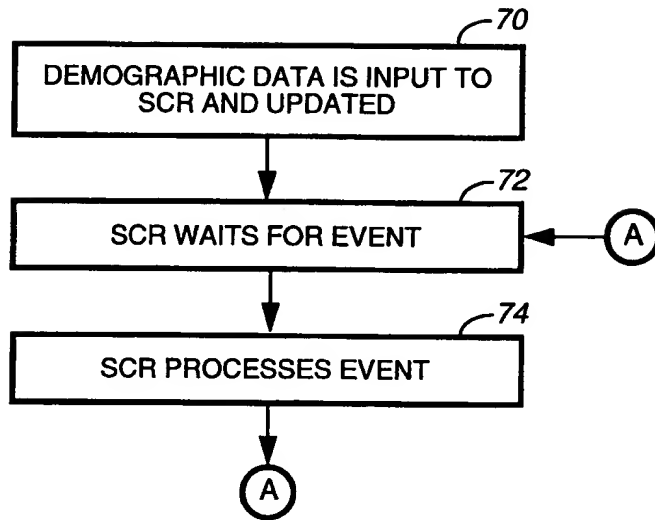 70
DEMOGRAPHIC DATA IS INPUT TO
SCR AND UPDATED
72
SCR WAITS FOR EVENT
A
74
SCR PROCESSES EVENT
A